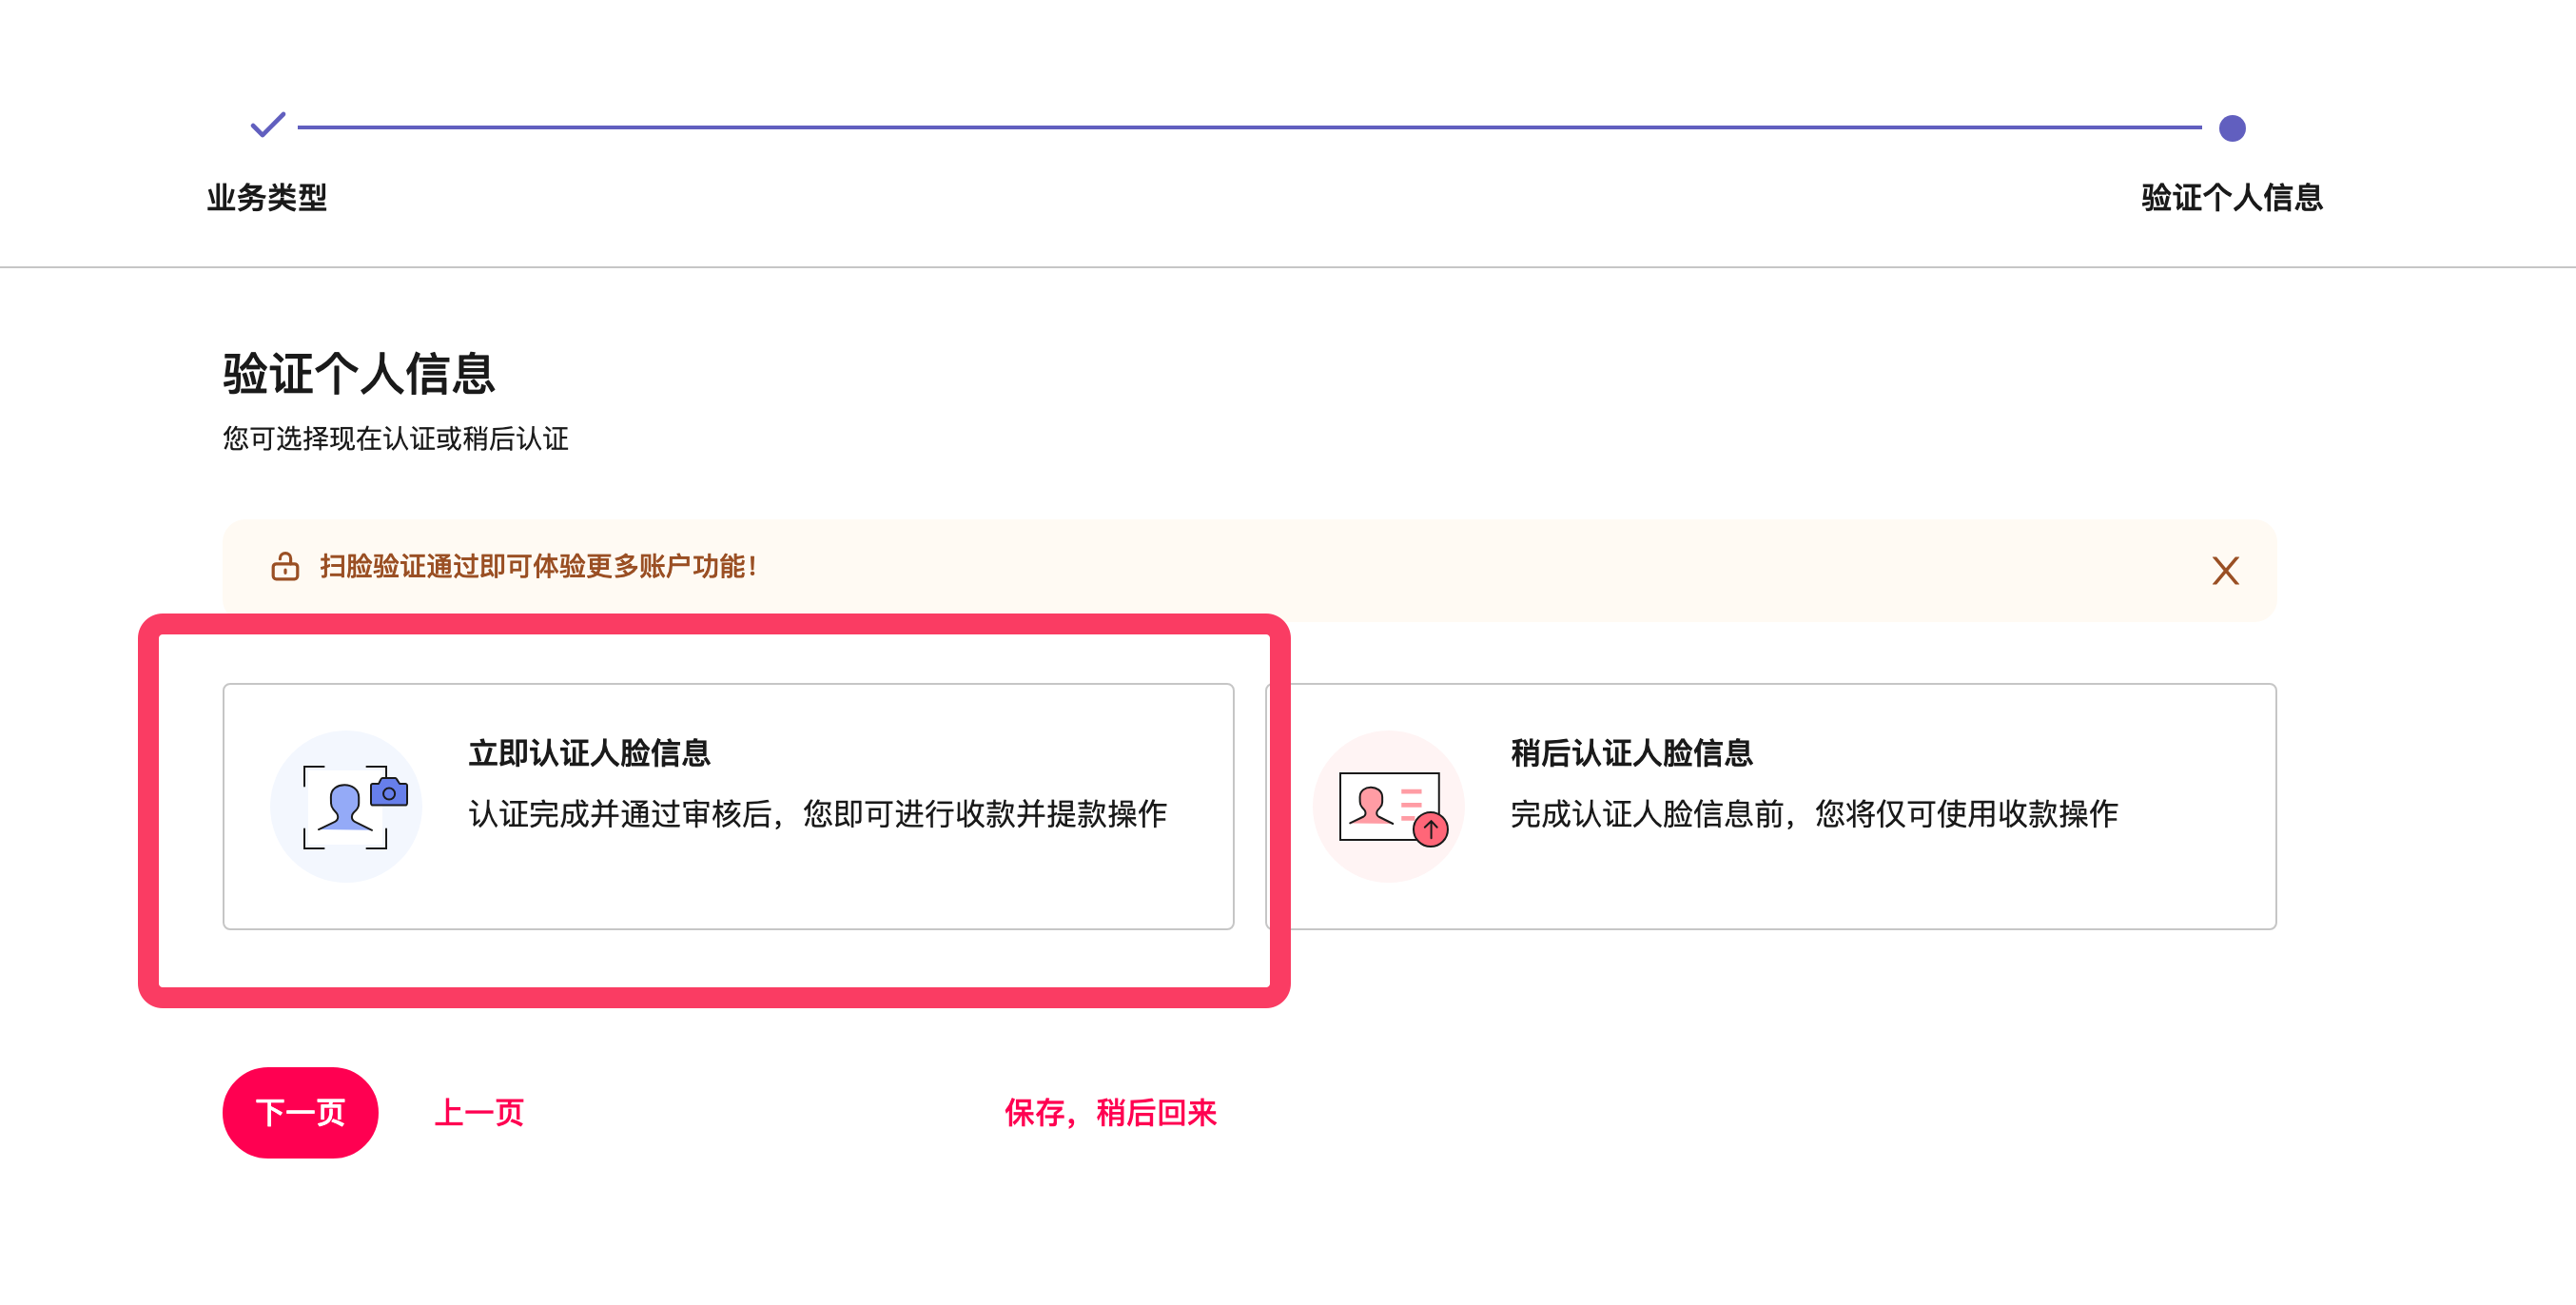 业务类型
验证个人信息
验证个人信息
您可选择现在认证或稍后认证
扫脸验证通过即可体验更多账户功能！
立即认证人脸信息
认证完成并通过审核后，您即可进行收款并提款操作
稍后认证人脸信息
完成认证人脸信息前，您将仅可使用收款操作
下一页
上一页
保存，稍后回来